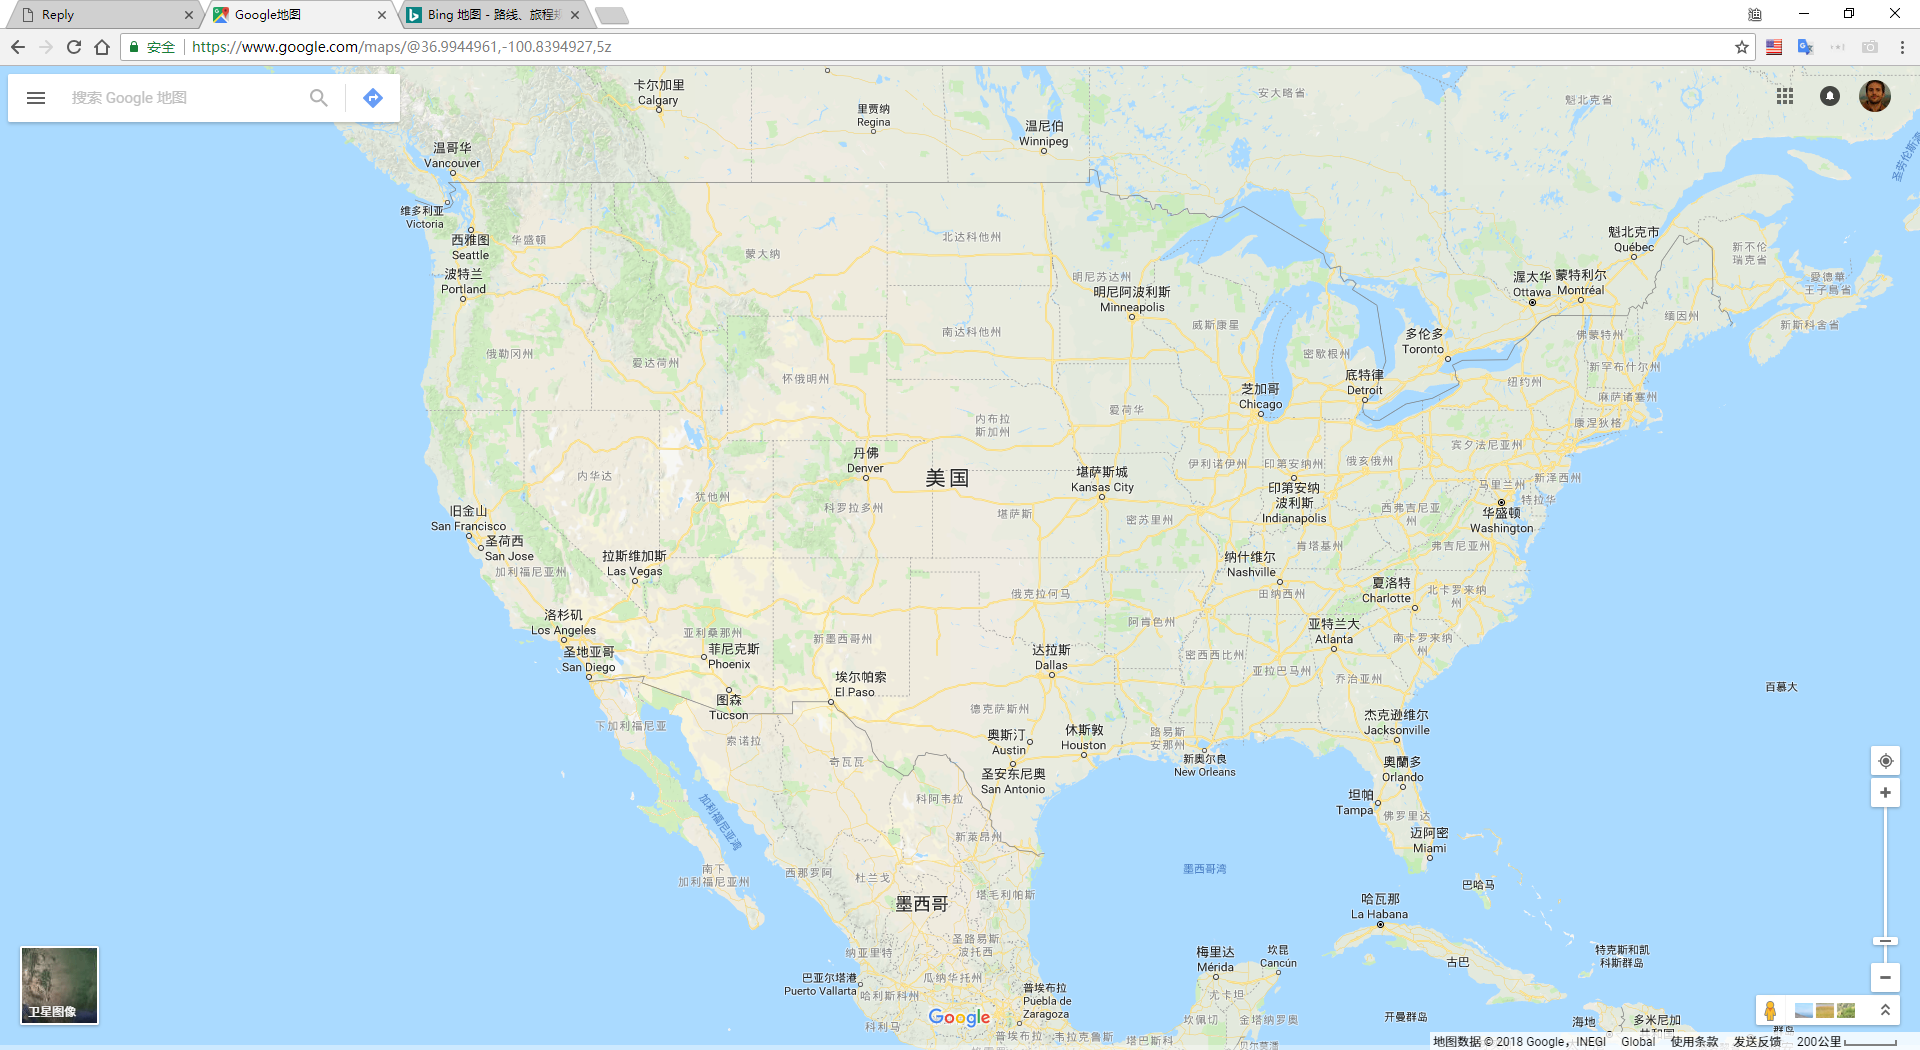 Reply
Google地图
Bing 地图 - 路线、旅程规
安全
https://www.google.com/maps/@36.9944961,-100.8394927,5z
搜索 Google 地图
卡尔加里
Calgary
里贾纳
Regina
温尼伯
Winnipeg
安大略省
魁北克省
圣劳伦斯
温哥华
Vancouver
维多利亚
Victoria
西雅图
Seattle
华盛顿
波特兰
Portland
蒙大纳
北达科他州
明尼苏达州
明尼阿波利斯
Minneapolis
魁北克市
Québec
新不伦
瑞克省
渥太华
Ottawa
蒙特利尔
Montréal
愛德華
王子島省
缅因州
新斯科舍省
南达科他州
威斯康星
密歇根州
多伦多
Toronto
佛蒙特州
新罕布什尔州
俄勒冈州
爱达荷州
怀俄明州
底特律
Detroit
纽约州
麻萨诸塞州
芝加哥
Chicago
爱荷华
内布拉
斯加州
康涅狄格
宾夕法尼亚州
丹佛
Denver
美国
堪萨斯城
Kansas City
伊利诺伊州
印第安纳州
俄亥俄州
内华达
犹他州
印第安纳
波利斯
Indianapolis
马里兰州
新泽西州
特拉华
旧金山
San Francisco
科罗拉多州
堪萨斯
密苏里州
西弗吉尼亚
州
华盛顿
Washington
圣荷西
San Jose
加利福尼亚州
拉斯维加斯
Las Vegas
肯塔基州
弗吉尼亚州
纳什维尔
Nashville
俄克拉何马
田纳西州
夏洛特
Charlotte
北卡罗来纳
州
洛杉矶
Los Angeles
亚利桑那州
新墨西哥州
阿肯色州
亚特兰大
Atlanta
南卡罗来纳
州
圣地亚哥
San Diego
菲尼克斯
Phoenix
达拉斯
Dallas
密西西比州
亚拉巴马州
乔治亚州
埃尔帕索
El Paso
百慕大
图森
Tucson
德克萨斯州
下加利福尼亚
索诺拉
奥斯汀
Austin
休斯敦
Houston
路易斯
安那州
杰克逊维尔
Jacksonville
奇瓦瓦
新奥尔良
New Orleans
奥蘭多
Orlando
圣安东尼奥
San Antonio
坦帕
Tampa
科阿韦拉
加利福尼亚湾
佛罗里达
新莱昂州
迈阿密
Miami
南下
加利福尼亚州
西那罗阿
杜兰戈
墨西哥湾
巴哈马
塔毛利帕斯
墨西哥
哈瓦那
La Habana
圣路易斯
波托西
纳亚里特
梅里达
Mérida
坎昆
Cancún
古巴
特克斯和凯
科斯群岛
巴亚尔塔港
Puerto Vallarta
瓜纳华托州
哈利斯科州
普埃布拉
Puebla de
Zaragoza
尤卡坦
科利马
Google
普埃布拉
韦拉克鲁斯
塔巴斯科
坎佩切
金塔纳罗奥
开曼群岛
海地
多米尼加
卫星图像
地图数据 © 2018 Google，INEGI
Global
使用条款
发送反馈
200公里